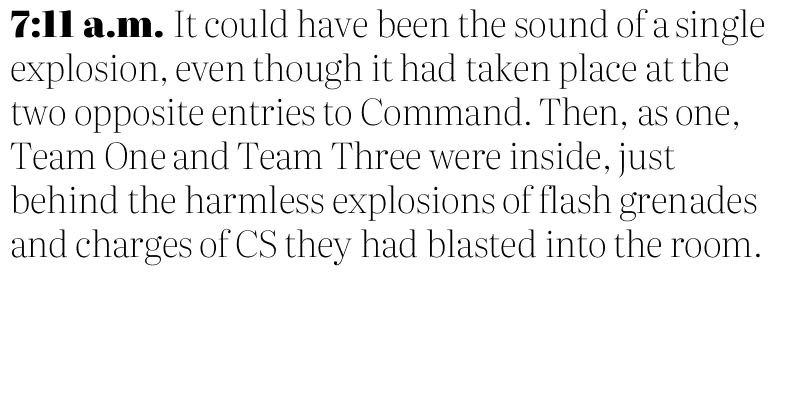 7:11 a.m. It could have been the sound of a single
explosion, even though it had taken place at the
two opposite entries to Command. Then, as one,
Team One and Team Three were inside, just
behind the harmless explosions of flash grenades
and charges of CS they had blasted into the room.